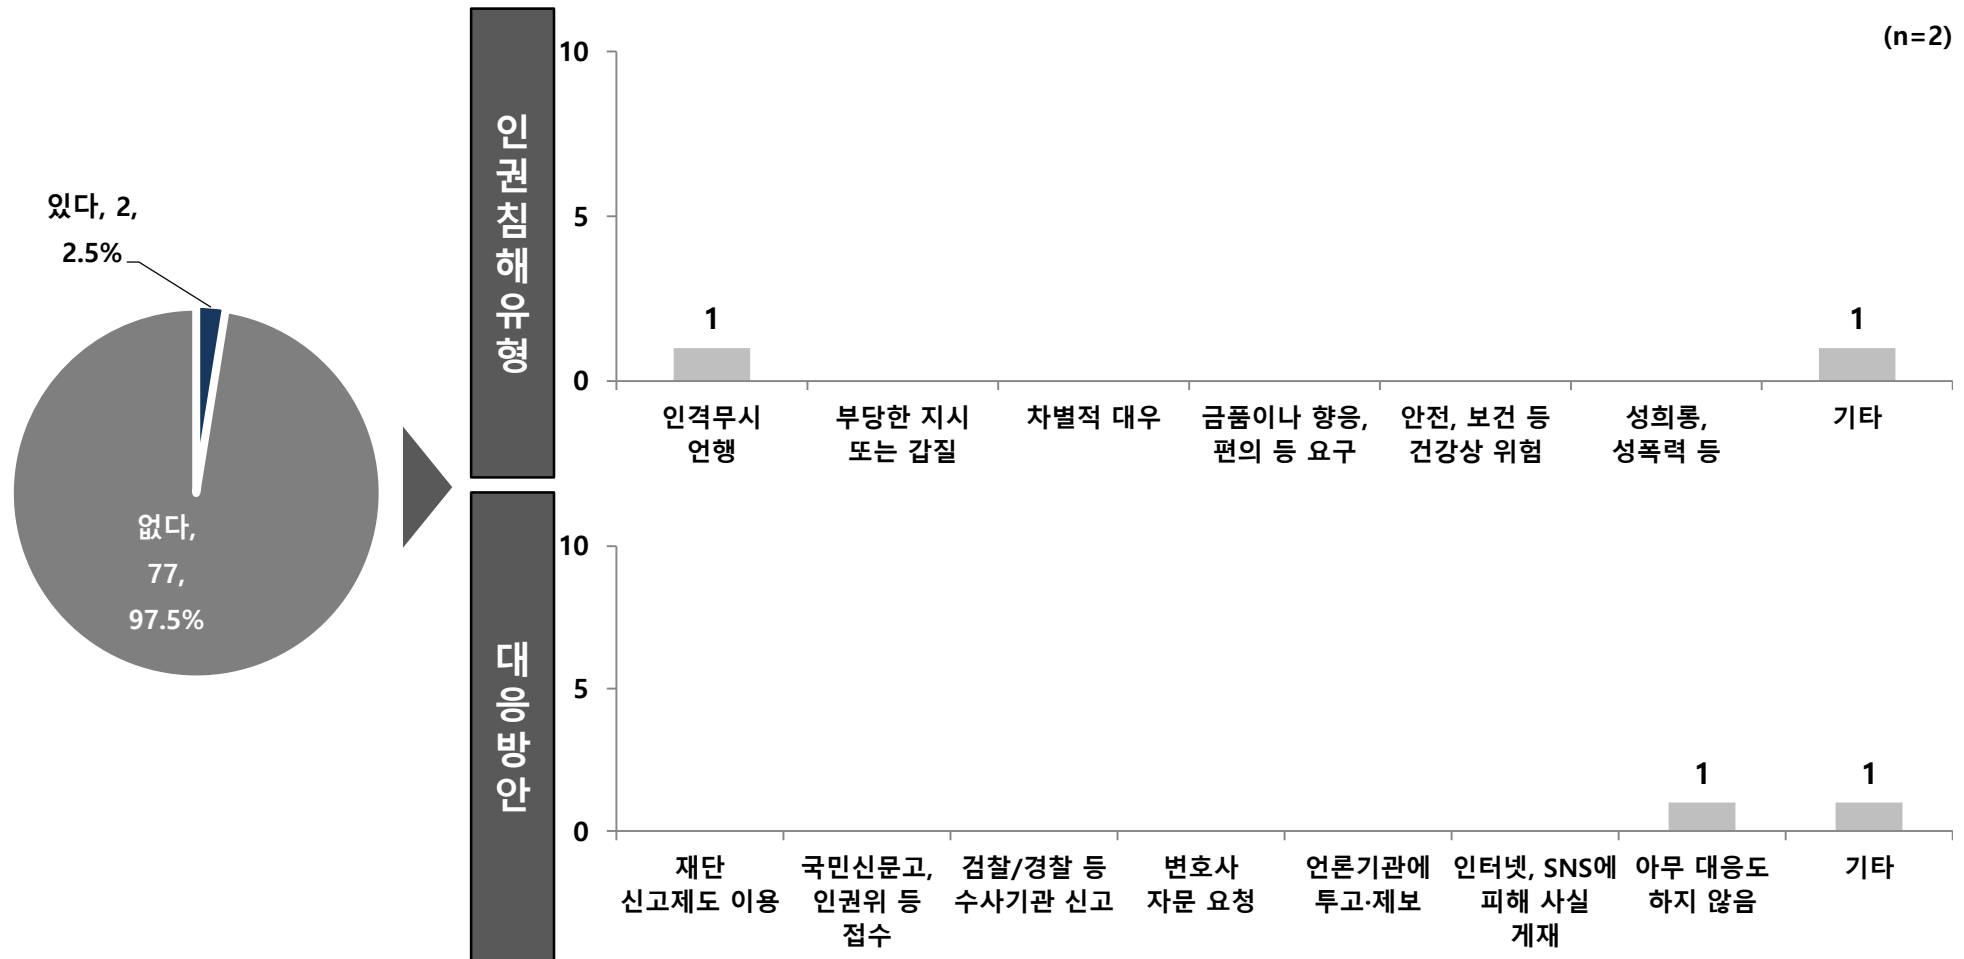 있다, 2,
2.5%
없다,
77,
97.5%
인권침해유형
(n=2)
10
5
0
1
1
인격무시
언행
부당한 지시
또는 갑질
차별적 대우
금품이나 향응,
편의 등 요구
안전, 보건 등
건강상 위험
성희롱,
성폭력 등
기타
대응방안
10
5
0
1
1
재단
신고제도 이용
국민신문고,
인권위 등
접수
검찰/경찰 등
수사기관 신고
변호사
자문 요청
언론기관에
투고·제보
인터넷, SNS에
피해 사실
게재
아무 대응도
하지 않음
기타